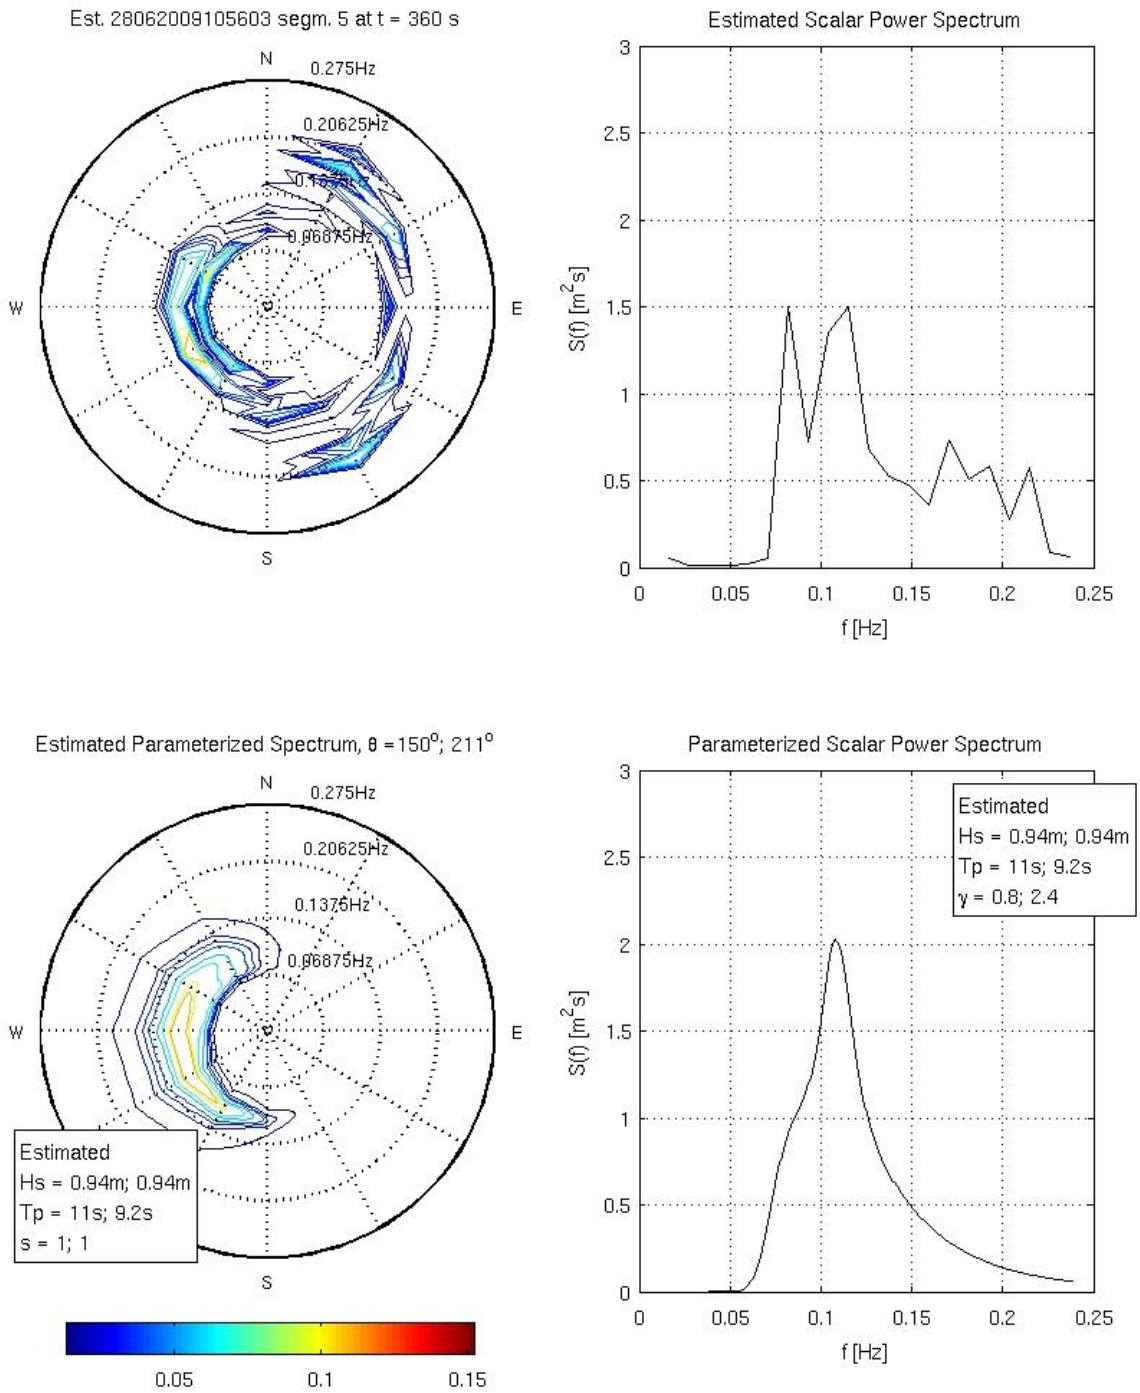 Est. 28062009105603 segm. 5 at t = 360 s
N
0.275Hz
0.20625Hz
0.1375Hz
0.06875Hz
W
E
S
Estimated Scalar Power Spectrum
3
2.5
2
1.5
1
0.5
0
S(f) [m²s]
0 0.05 0.1 0.15 0.2 0.25
f [Hz]
Estimated Parameterized Spectrum, θ =150°; 211°
N
0.275Hz
0.20625Hz
0.1375Hz
0.06875Hz
W
E
S
Estimated
Hs = 0.94m; 0.94m
Tp = 11s; 9.2s
s = 1; 1
0.05 0.1 0.15
Parameterized Scalar Power Spectrum
3
2.5
2
1.5
1
0.5
0
S(f) [m²s]
Estimated
Hs = 0.94m; 0.94m
Tp = 11s; 9.2s
γ = 0.8; 2.4
0 0.05 0.1 0.15 0.2 0.25
f [Hz]